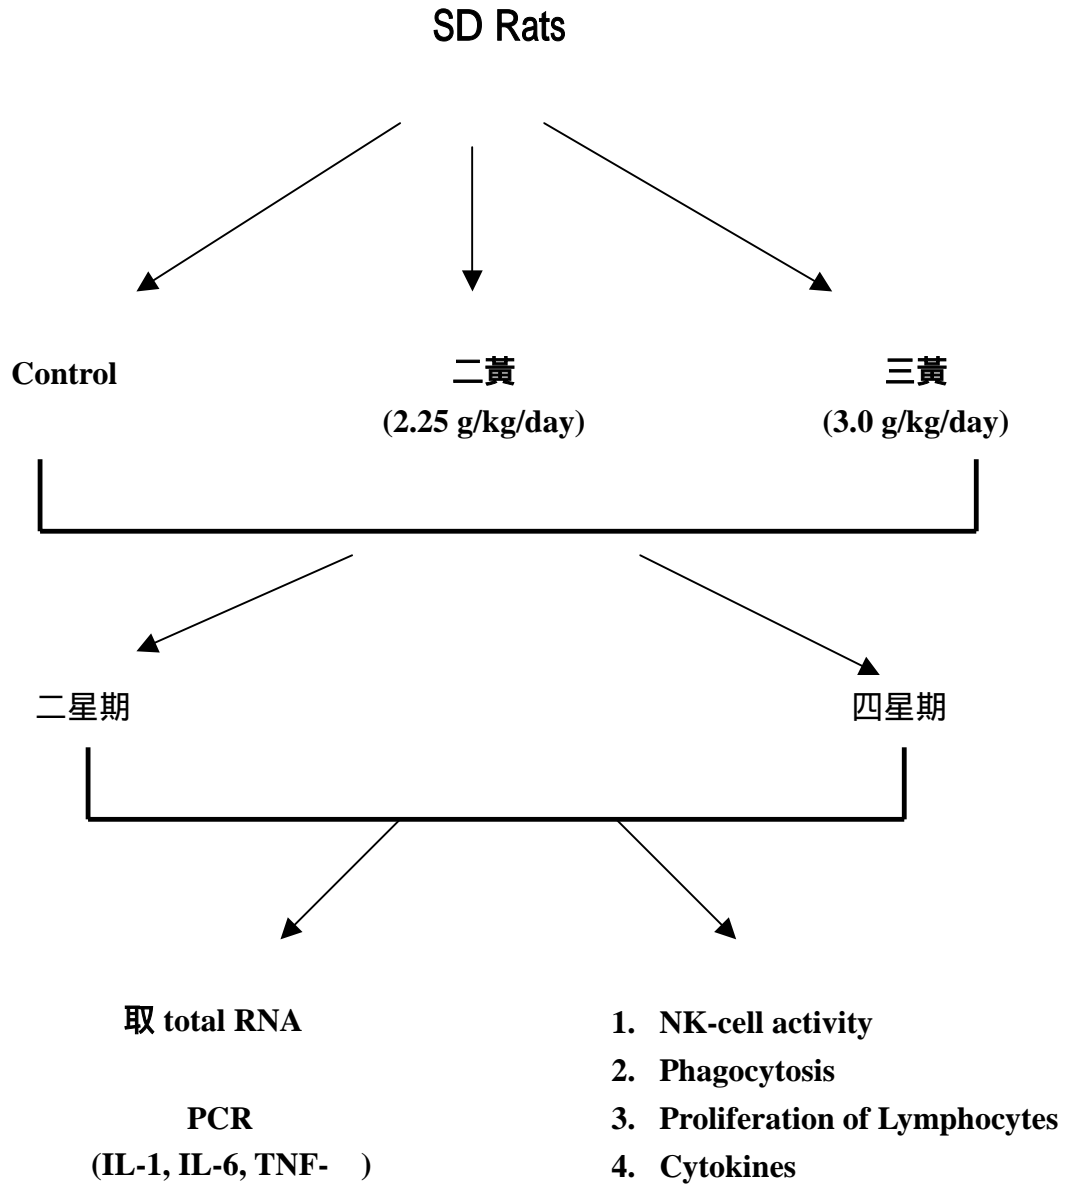 SD Rats
Control
二黃
(2.25 g/kg/day)
三黃
(3.0 g/kg/day)
二星期
四星期
取 total RNA
PCR
(IL-1, IL-6, TNF- )
1. NK-cell activity
2. Phagocytosis
3. Proliferation of Lymphocytes
4. Cytokines